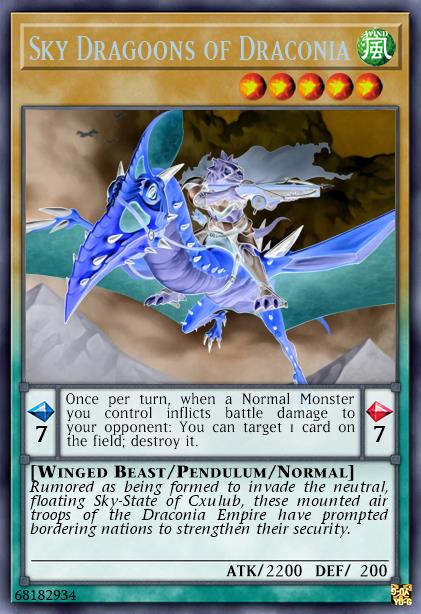 SKY DRAGOONS OF DRACONIA
WIND
風
Once per turn, when a Normal Monster
you control inflicts battle damage to
your opponent: You can target 1 card on
the field; destroy it.
7
7
[WINGED BEAST/PENDULUM/NORMAL]
Rumored as being formed to invade the neutral,
floating Sky-State of Cxulub, these mounted air
troops of the Draconia Empire have prompted
bordering nations to strengthen their security.
ATK/2200 DEF/ 200
68182934